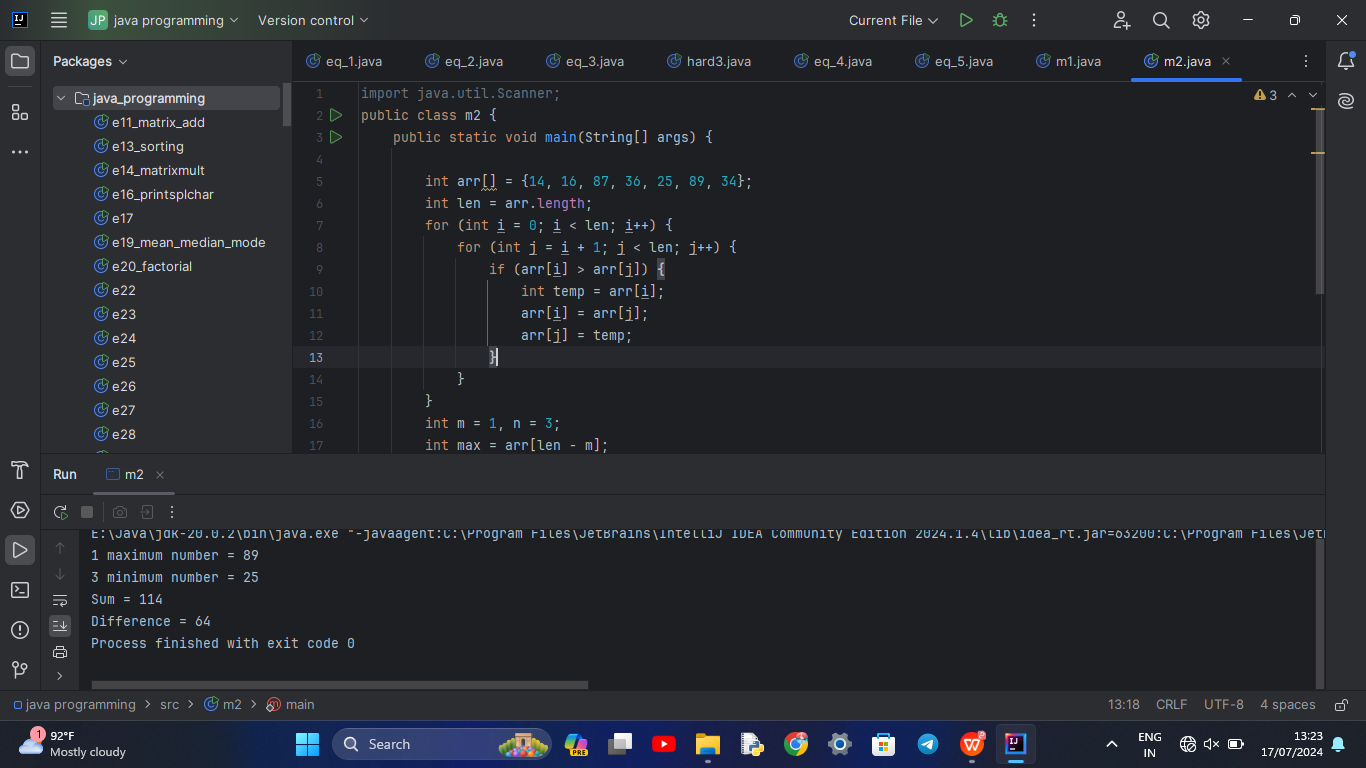 JP java programming Version control Current File
Packages
eq_1.java eq_2.java eq_3.java hard3.java eq_4.java eq_5.java m1.java m2.java
java_programming
e11_matrix_add
e13_sorting
e14_matrixmult
e16_printsplchar
e17
e19_mean_median_mode
e20_factorial
e22
e23
e24
e25
e26
e27
e28
3
1 import java.util.Scanner;
2 public class m2 {
3 public static void main(String[] args) {
4
5 int arr[] = {14, 16, 87, 36, 25, 89, 34};
6 int len = arr.length;
7 for (int i = 0; i < len; i++) {
8 for (int j = i + 1; j < len; j++) {
9 if (arr[i] > arr[j]) {
10 int temp = arr[i];
11 arr[i] = arr[j];
12 arr[j] = temp;
13 }
14 }
15 }
16 int m = 1, n = 3;
17 int max = arr[len - m];
Run m2
E:\Java\jdk-20.0.2\bin\java.exe "-javaagent:C:\Program Files\JetBrains\IntelliJ IDEA Community Edition 2024.1.4\lib\idea_rt.jar=63200:C:\Program Files\Jet
1 maximum number = 89
3 minimum number = 25
Sum = 114
Difference = 64
Process finished with exit code 0
java programming > src > m2 > main 13:18 CRLF UTF-8 4 spaces
1
92°F
Mostly cloudy
Search
PRE
ENG
IN
13:23
17/07/2024